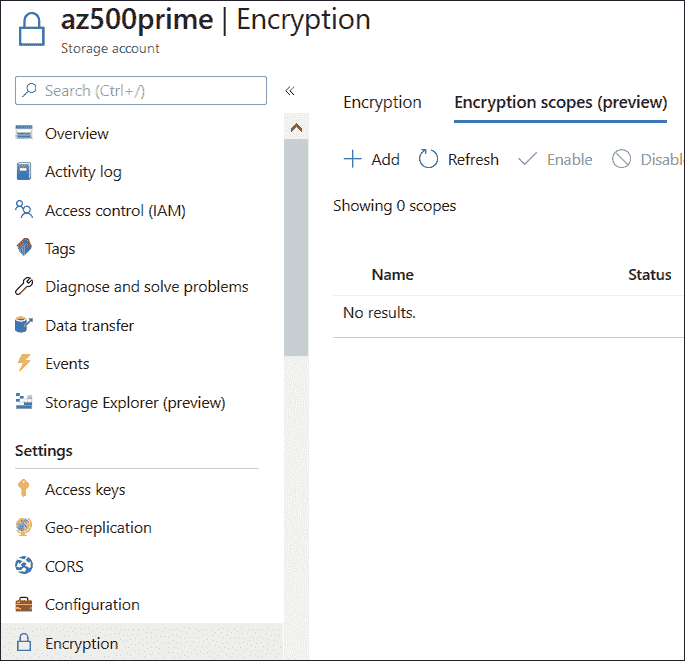 az500prime | Encryption
Storage account
Search (Ctrl+/)
«
Overview
Activity log
Access control (IAM)
Tags
Diagnose and solve problems
Data transfer
Events
Storage Explorer (preview)
Settings
Access keys
Geo-replication
CORS
Configuration
Encryption
Encryption Encryption scopes (preview)
Add Refresh Enable Disabl
Showing 0 scopes
Name Status
No results.